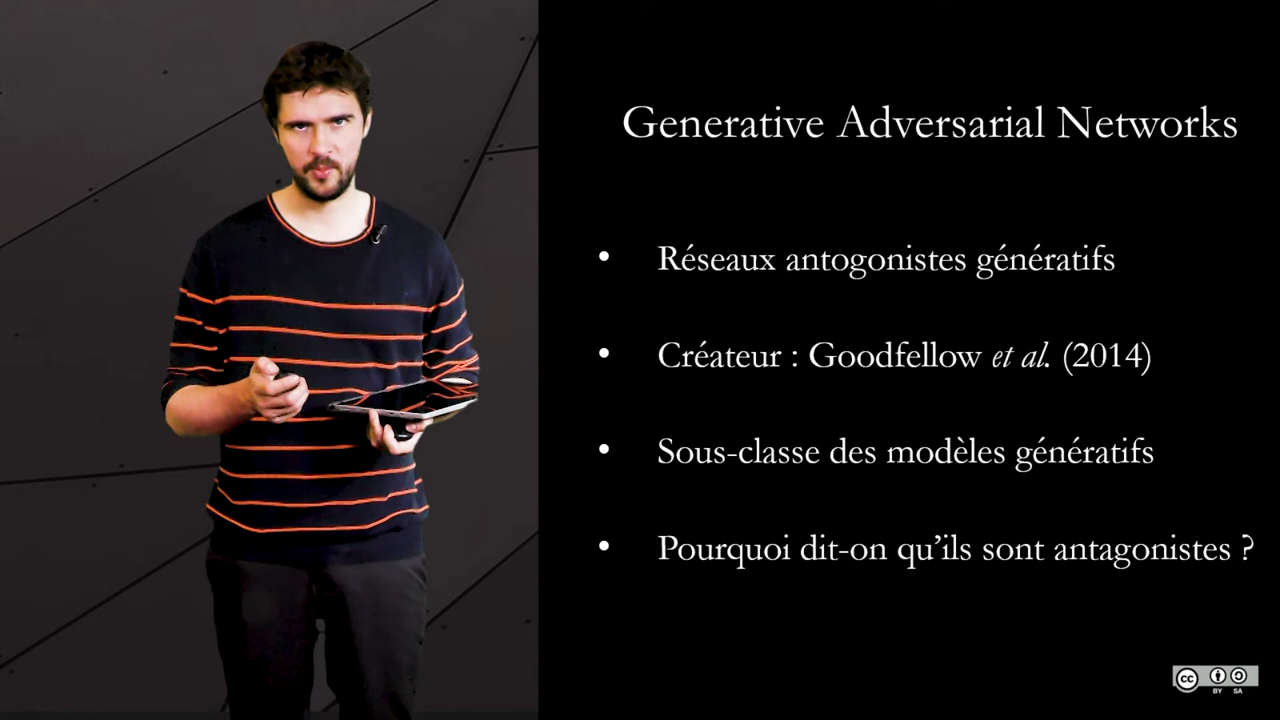 Generative Adversarial Networks
• Réseaux antogonistes génératifs
• Créateur : Goodfellow et al. (2014)
• Sous-classe des modèles génératifs
• Pourquoi dit-on qu’ils sont antagonistes ?
cc
BY SA